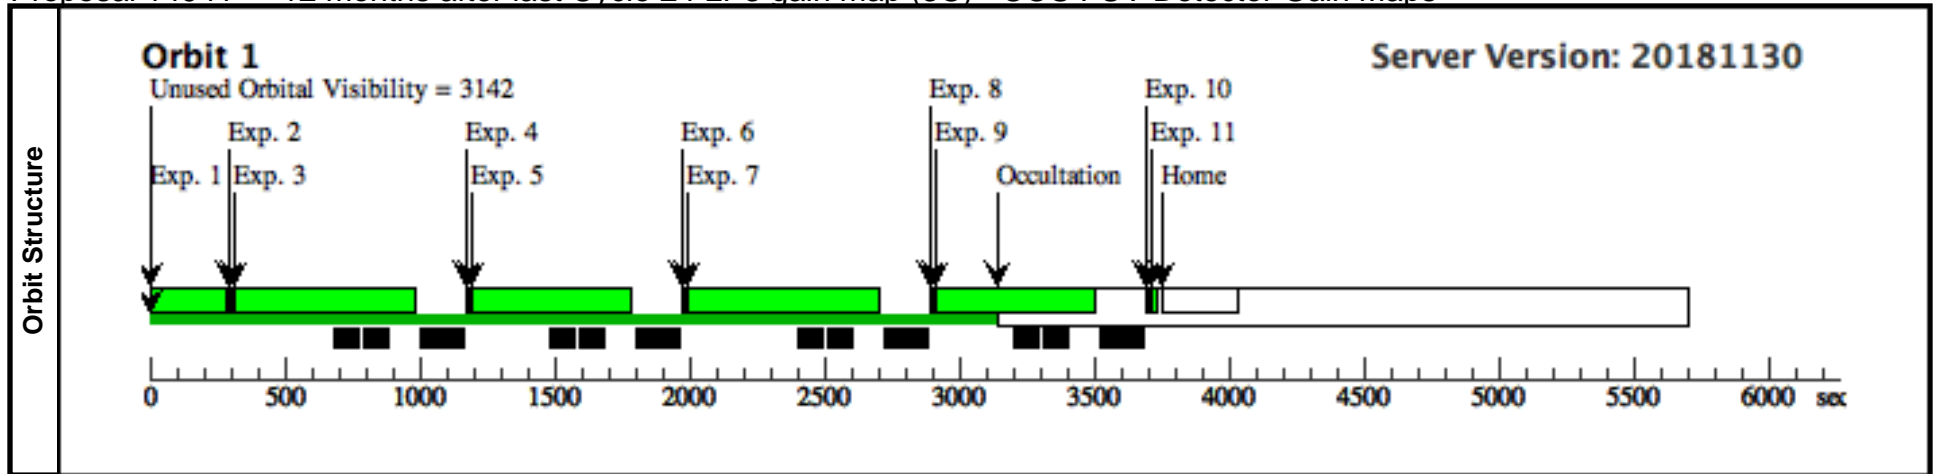 Orbit Structure
Orbit 1 Server Version: 20181130
Unused Orbital Visibility = 3142 Exp. 8 Exp. 10
Exp. 2 Exp. 4 Exp. 6 Exp. 9 Exp. 11
Exp. 1 Exp. 3 Exp. 5 Exp. 7 Occultation Home
0 500 1000 1500 2000 2500 3000 3500 4000 4500 5000 5500 6000 sec